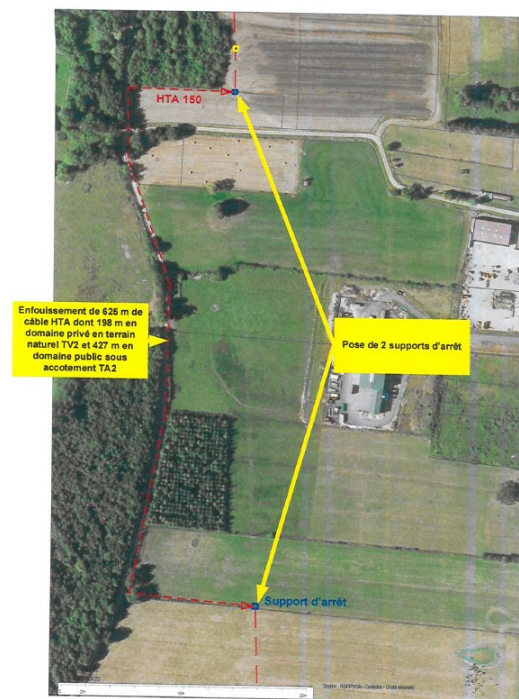 HTA 150
Enfouissement de 625 m de
câble HTA dont 198 m en
domaine privé en terrain
naturel TV2 et 427 m en
domaine public sous
accotement TA2
Pose de 2 supports d'arrêt
Support d'arrêt